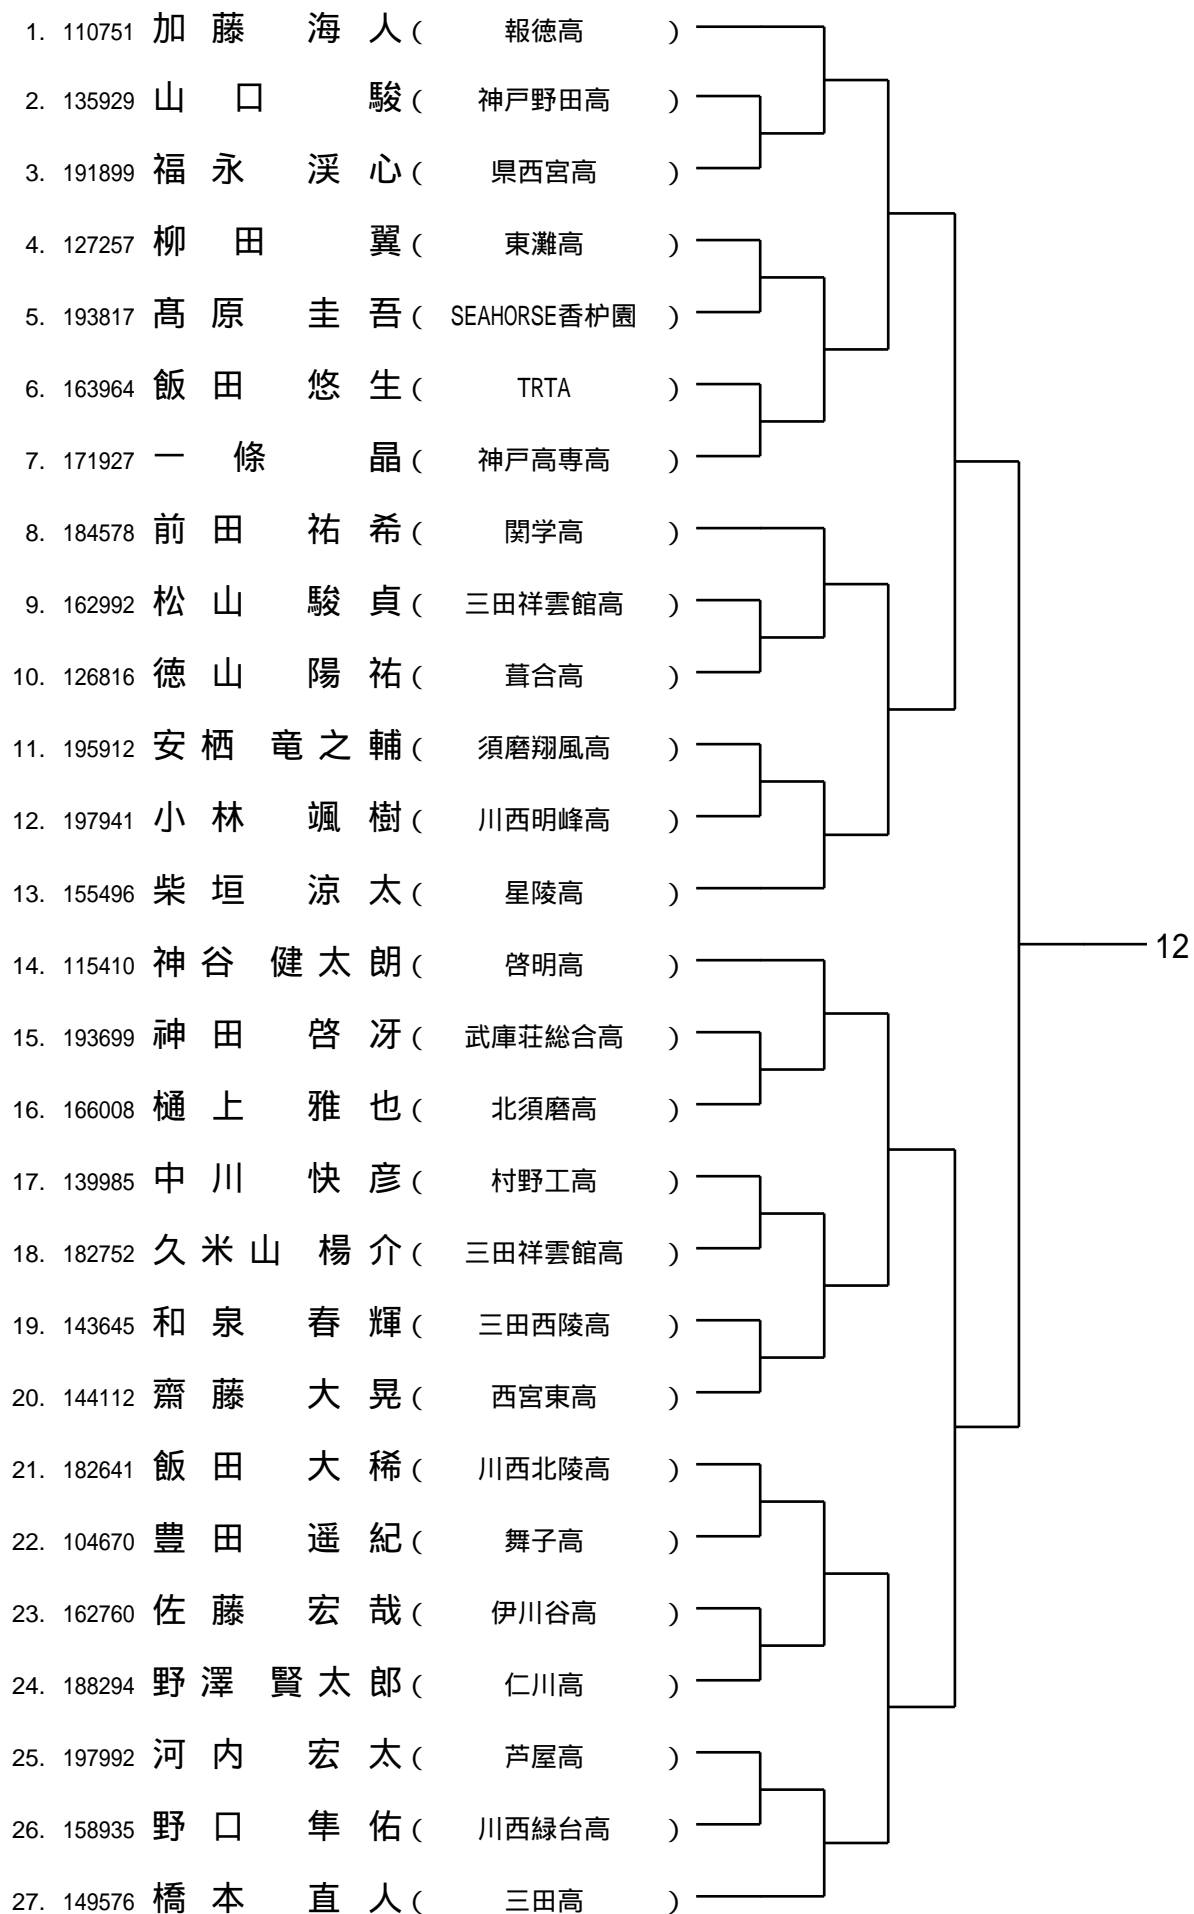 1. 110751 加藤 海人 ( 報徳高 )
2. 135929 山口 駿 ( 神戸野田高 )
3. 191899 福永 渓心 ( 県西宮高 )
4. 127257 柳田 翼 ( 東灘高 )
5. 193817 髙原 圭吾 ( SEAHORSE香枦園 )
6. 163964 飯田 悠生 ( TRTA )
7. 171927 一條 晶 ( 神戸高専高 )
8. 184578 前田 祐希 ( 関学高 )
9. 162992 松山 駿貞 ( 三田祥雲館高 )
10. 126816 徳山 陽祐 ( 葺合高 )
11. 195912 安栖 竜之輔 ( 須磨翔風高 )
12. 197941 小林 颯樹 ( 川西明峰高 )
13. 155496 柴垣 涼太 ( 星陵高 )
12
14. 115410 神谷 健太朗 ( 啓明高 )
15. 193699 神田 啓冴 ( 武庫荘総合高 )
16. 166008 樋上 雅也 ( 北須磨高 )
17. 139985 中川 快彦 ( 村野工高 )
18. 182752 久米山 楊介 ( 三田祥雲館高 )
19. 143645 和泉 春輝 ( 三田西陵高 )
20. 144112 齋藤 大晃 ( 西宮東高 )
21. 182641 飯田 大稀 ( 川西北陵高 )
22. 104670 豊田 遥紀 ( 舞子高 )
23. 162760 佐藤 宏哉 ( 伊川谷高 )
24. 188294 野澤 賢太郎 ( 仁川高 )
25. 197992 河内 宏太 ( 芦屋高 )
26. 158935 野口 隼佑 ( 川西緑台高 )
27. 149576 橋本 直人 ( 三田高 )